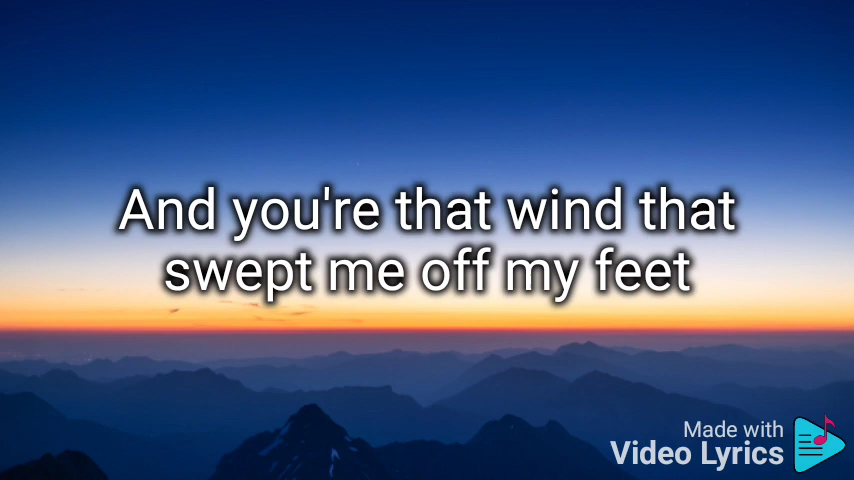 And you're that wind that
swept me off my feet
Made with
Video Lyrics